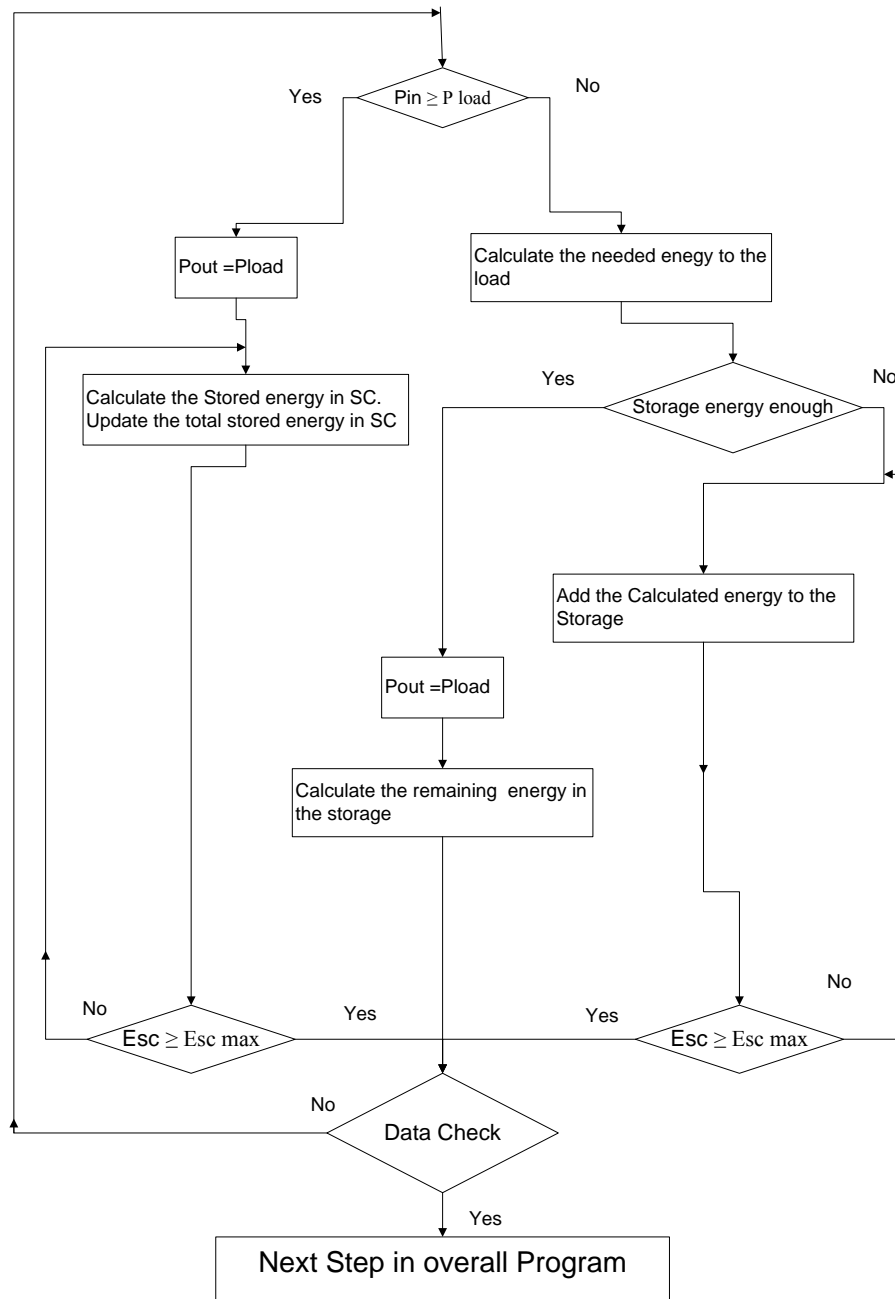 Pin ≥ P load
Yes
No
Pout =Pload
Calculate the needed enegy to the
load
Calculate the Stored energy in SC.
Update the total stored energy in SC
Yes
No
Storage energy enough
Add the Calculated energy to the
Storage
Pout =Pload
Calculate the remaining energy in
the storage
No
Esc ≥ Esc max
Yes
Yes
Esc ≥ Esc max
No
No
Data Check
Yes
Next Step in overall Program